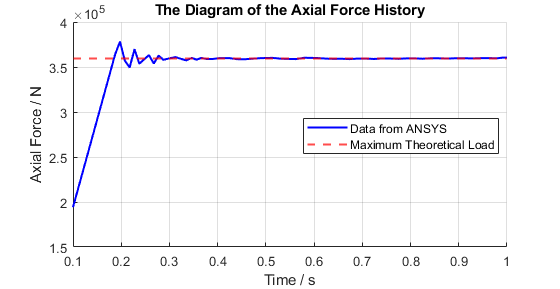 The Diagram of the Axial Force History
×10⁵
4
3.5
3
2.5
2
1.5
Axial Force / N
Data from ANSYS
Maximum Theoretical Load
0.1 0.2 0.3 0.4 0.5 0.6 0.7 0.8 0.9 1
Time / s